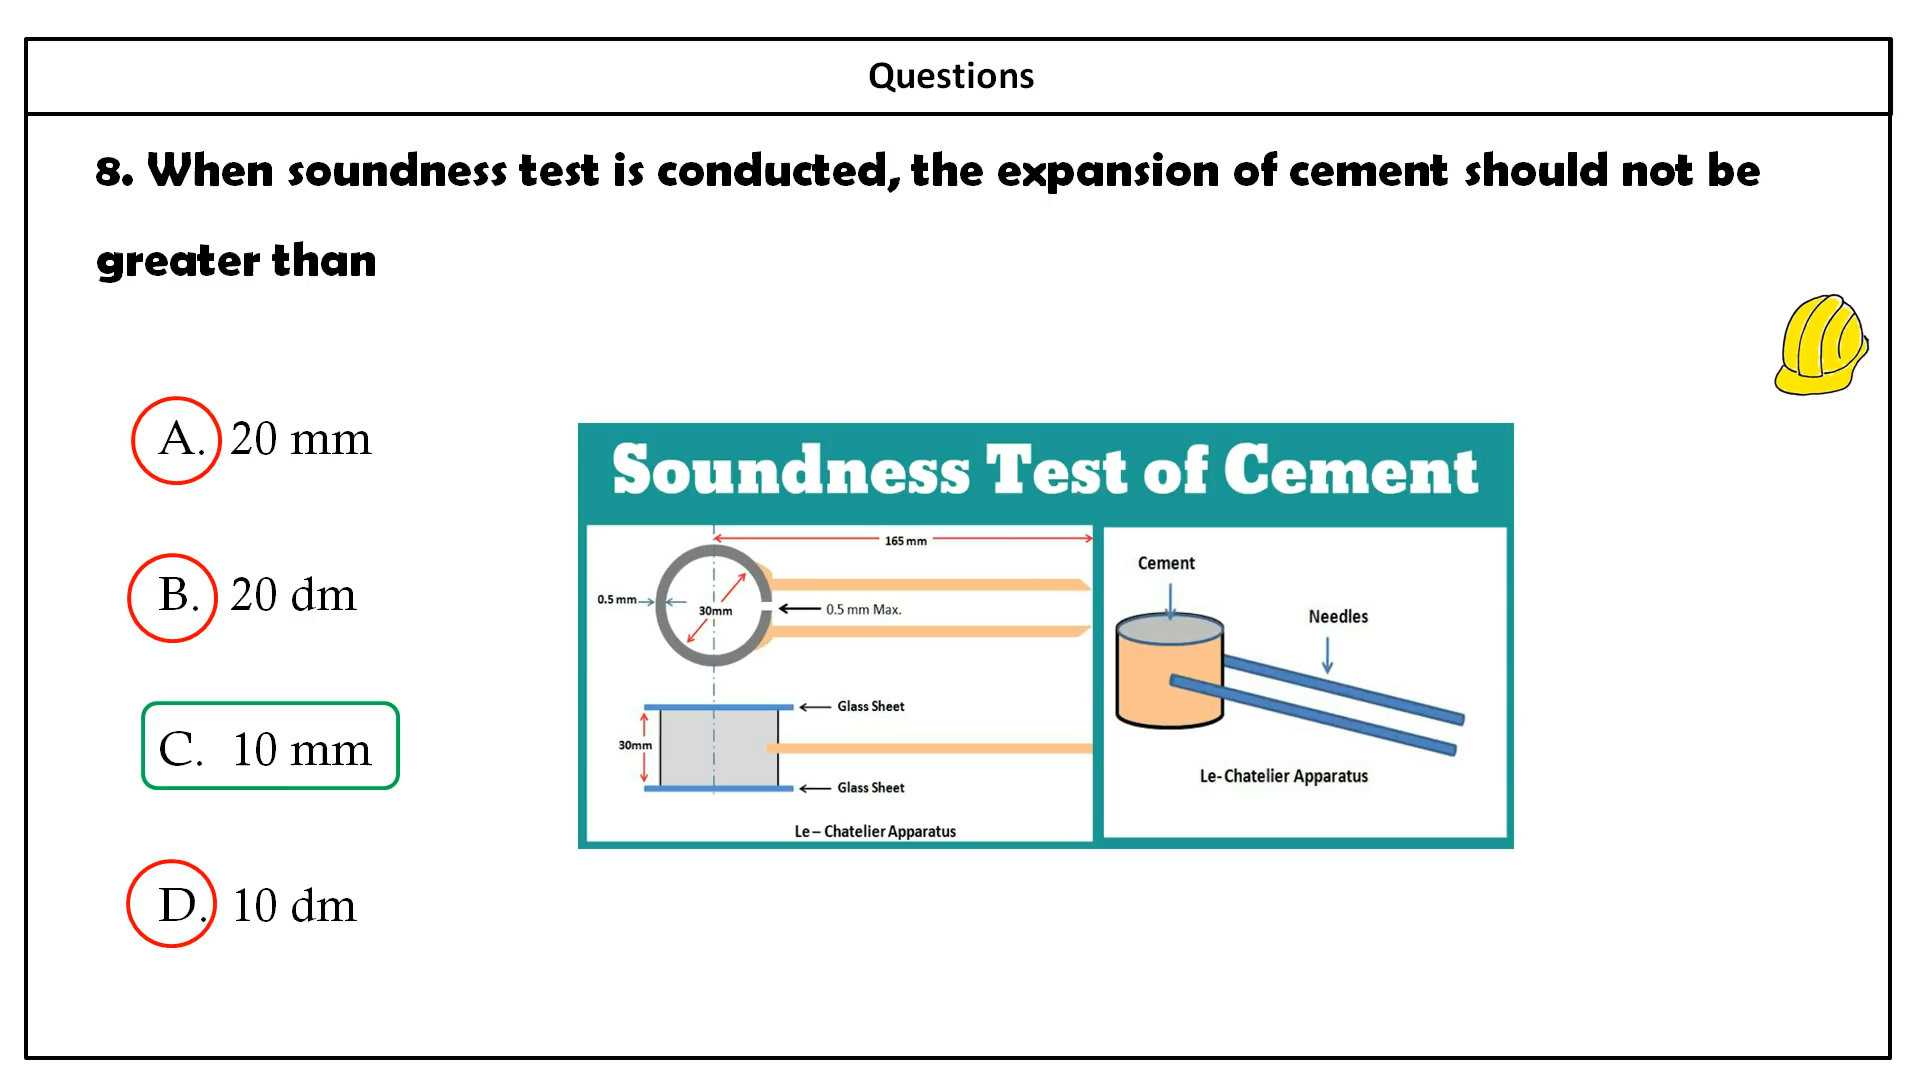 Questions
8. When soundness test is conducted, the expansion of cement should not be
greater than
A. 20 mm
B. 20 dm
C. 10 mm
D. 10 dm
Soundness Test of Cement
165 mm
0.5 mm
30mm
0.5 mm Max.
Glass Sheet
30mm
Glass Sheet
Le – Chatelier Apparatus
Cement
Needles
Le- Chatelier Apparatus